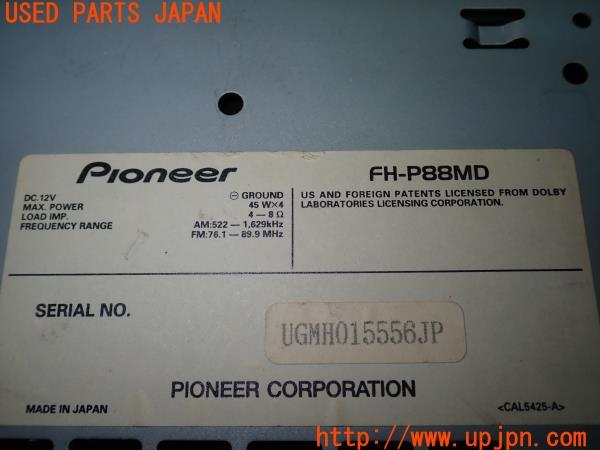 USED PARTS JAPAN
Pioneer
FH-P88MD
DC.12V ⊖ GROUND
MAX. POWER 45 W×4
LOAD IMP. 4 — 8 Ω
FREQUENCY RANGE AM:522 — 1,629kHz
FM:76.1 — 89.9 MHz
US AND FOREIGN PATENTS LICENSED FROM DOLBY
LABORATORIES LICENSING CORPORATION.
SERIAL NO.
UGMH015556JP
PIONEER CORPORATION
MADE IN JAPAN
<CAL5425-A>
http://www.upjpn.com/